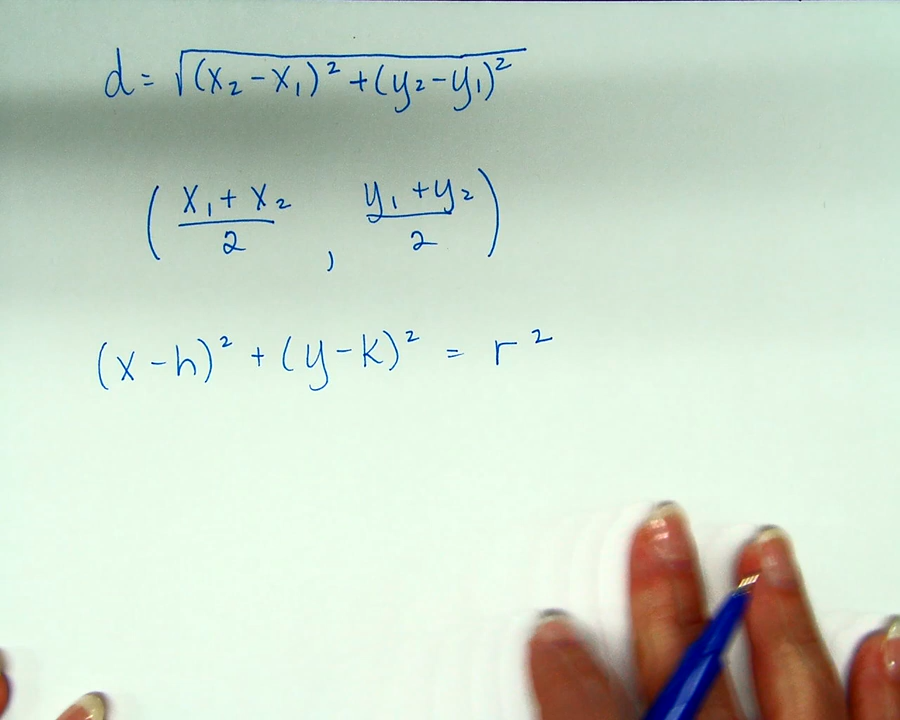 d = √((x₂ - x₁)² + (y₂ - y₁)²)
((x₁ + x₂)/2 , (y₁ + y₂)/2)
(x - h)² + (y - k)² = r²